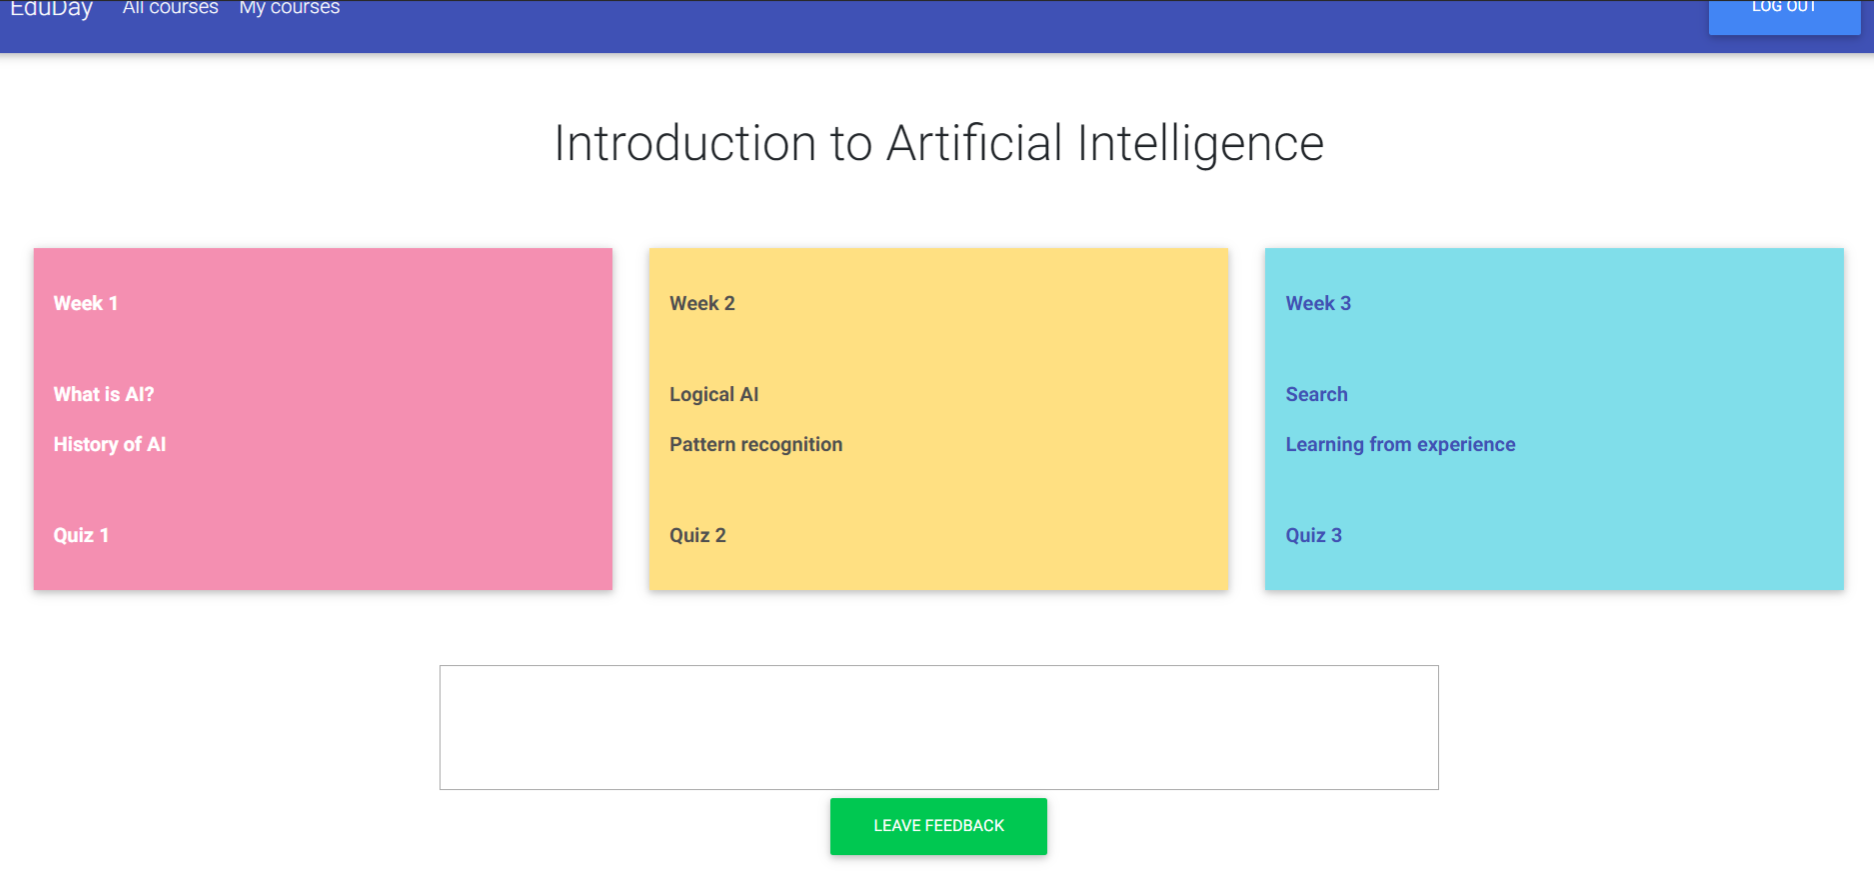 EduDay All courses My courses LOG OUT
Introduction to Artificial Intelligence
Week 1
What is AI?
History of AI
Quiz 1
Week 2
Logical AI
Pattern recognition
Quiz 2
Week 3
Search
Learning from experience
Quiz 3
LEAVE FEEDBACK